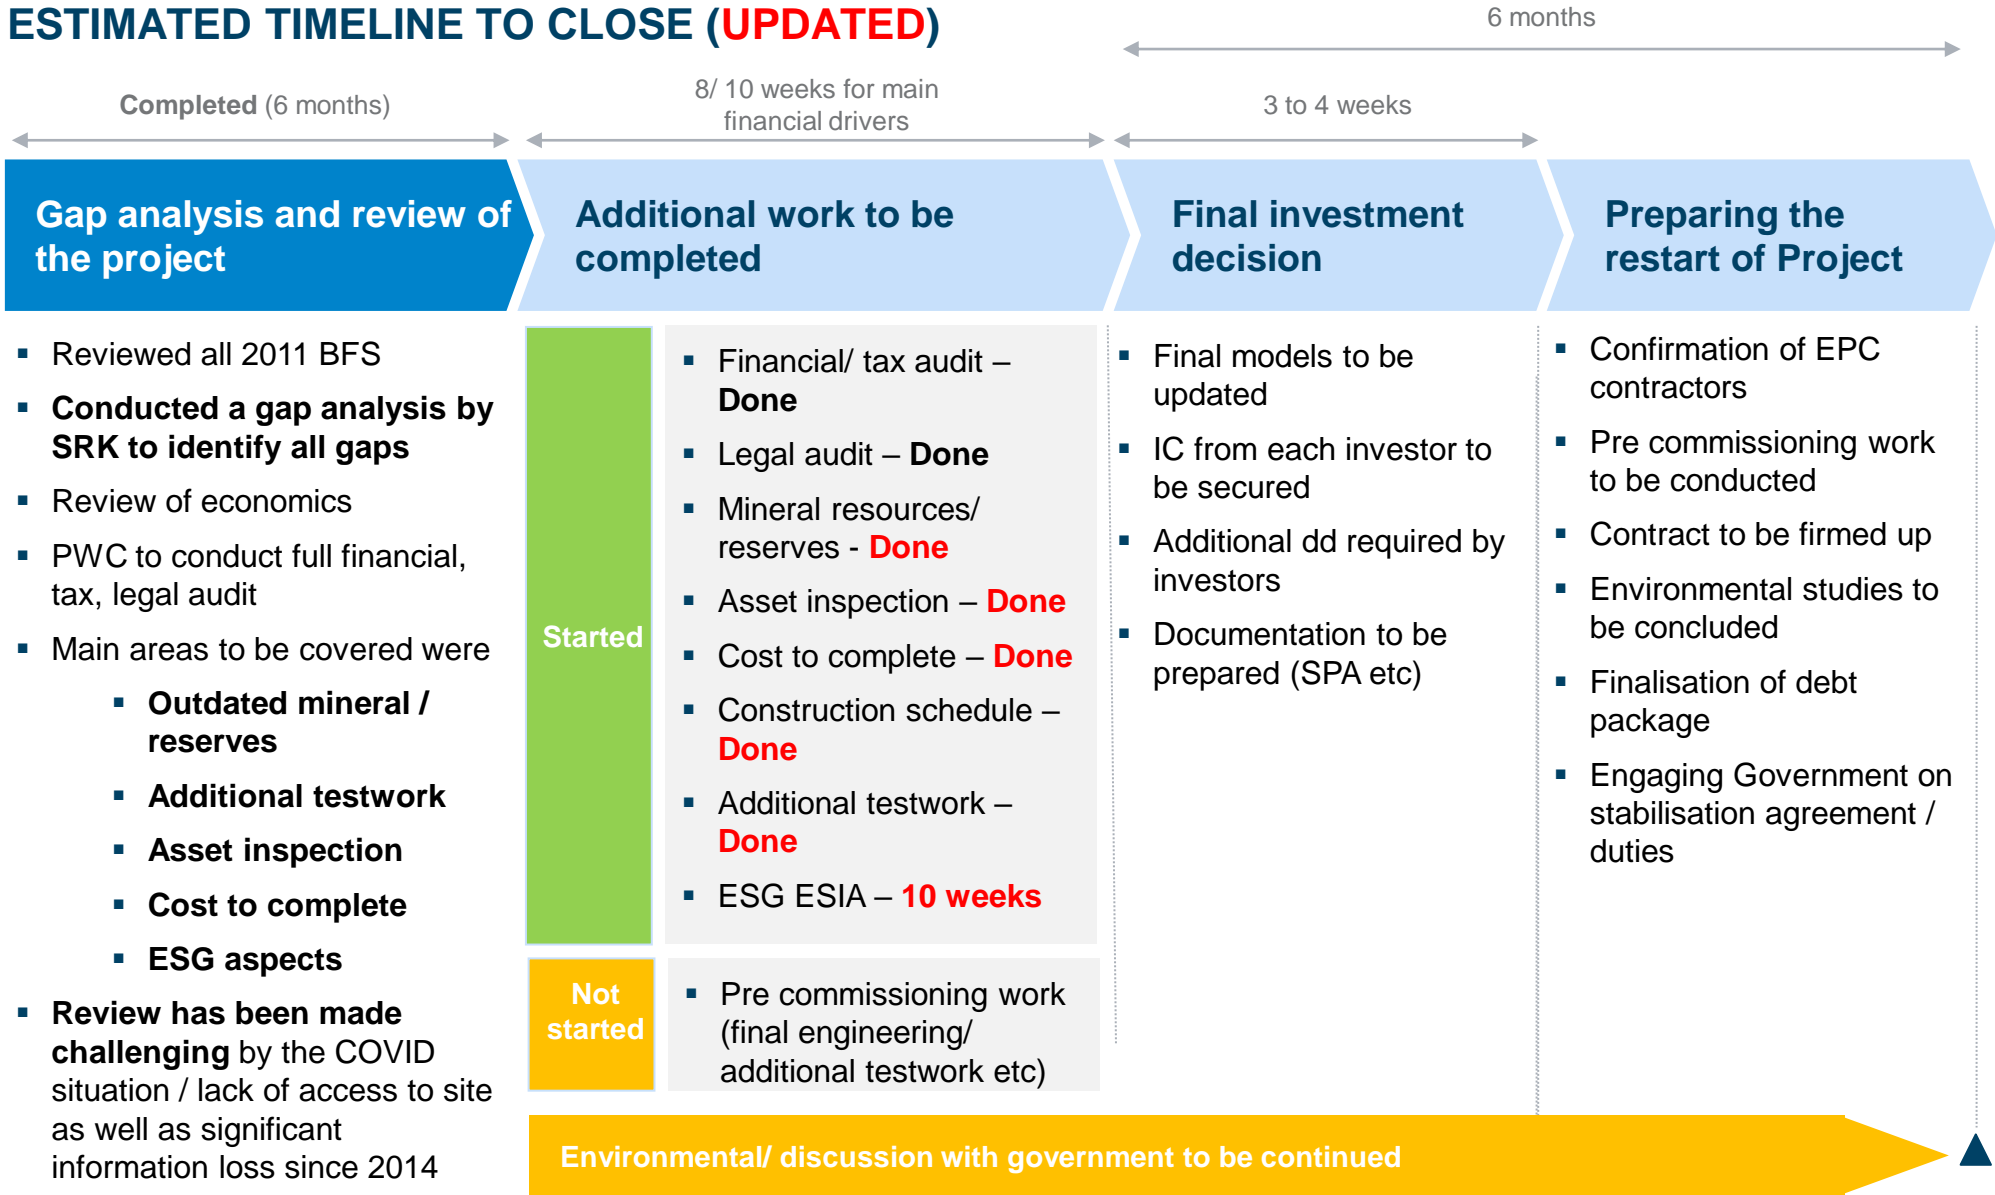 ESTIMATED TIMELINE TO CLOSE (UPDATED)
6 months
Completed (6 months)
8/ 10 weeks for main
financial drivers
3 to 4 weeks
Gap analysis and review of
the project
Additional work to be
completed
Final investment
decision
Preparing the
restart of Project
▪ Reviewed all 2011 BFS
▪ Conducted a gap analysis by
SRK to identify all gaps
▪ Review of economics
▪ PWC to conduct full financial,
tax, legal audit
▪ Main areas to be covered were
▪ Outdated mineral /
reserves
▪ Additional testwork
▪ Asset inspection
▪ Cost to complete
▪ ESG aspects
▪ Review has been made
challenging by the COVID
situation / lack of access to site
as well as significant
information loss since 2014
Started
▪ Financial/ tax audit –
Done
▪ Legal audit – Done
▪ Mineral resources/
reserves - Done
▪ Asset inspection – Done
▪ Cost to complete – Done
▪ Construction schedule –
Done
▪ Additional testwork –
Done
▪ ESG ESIA – 10 weeks
Not
started
▪ Pre commissioning work
(final engineering/
additional testwork etc)
▪ Final models to be
updated
▪ IC from each investor to
be secured
▪ Additional dd required by
investors
▪ Documentation to be
prepared (SPA etc)
▪ Confirmation of EPC
contractors
▪ Pre commissioning work
to be conducted
▪ Contract to be firmed up
▪ Environmental studies to
be concluded
▪ Finalisation of debt
package
▪ Engaging Government on
stabilisation agreement /
duties
Environmental/ discussion with government to be continued